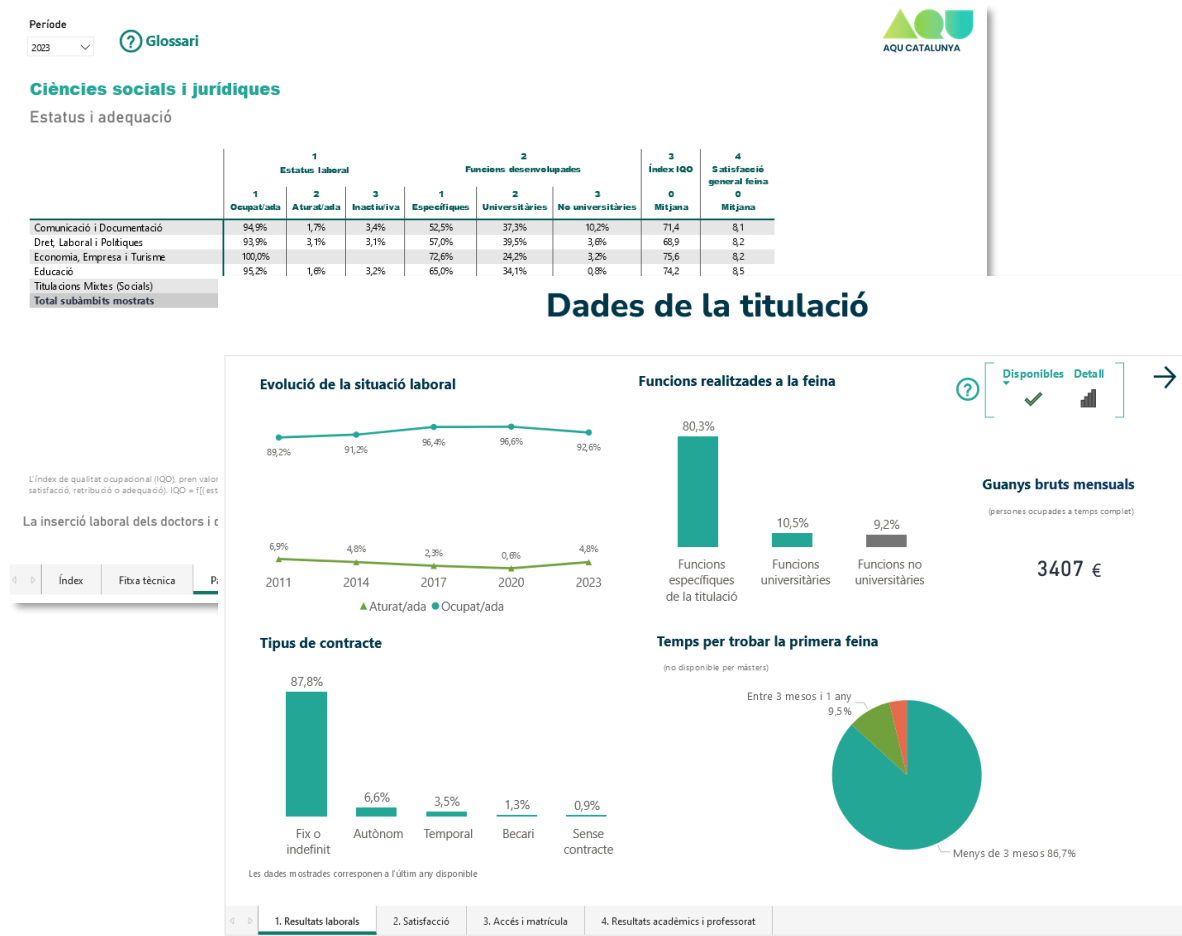 Període
2023
? Glossari
AQU CATALUNYA
Ciències socials i jurídiques
Estatus i adequació
1 2 3 4
Estatus laboral Funcions desenvolupades Índex IQO Satisfacció
general feina
1 2 3 1 2 3 0 0
Ocupat/ada Aturat/ada Inactiu/iva Específiques Universitàries No universitàries Mitjana Mitjana
Comunicació i Documentació 94,9% 1,7% 3,4% 52,5% 37,3% 10,2% 71,4 8,1
Dret, Laboral i Polítiques 93,9% 3,1% 3,1% 57,0% 39,5% 3,6% 68,9 8,2
Economia, Empresa i Turisme 100,0% 72,6% 24,2% 3,2% 75,6 8,2
Educació 95,2% 1,6% 3,2% 65,0% 34,1% 0,8% 74,2 8,5
Titulacions Mixtes (Socials)
Total subàmbits mostrats
L'índex de qualitat ocupacional (IQO), pren valor
satisfacció, retribució o adequació). IQO = f[(est
La inserció laboral dels doctors i
Índex Fitxa tècnica
Dades de la titulació
Evolució de la situació laboral
89,2% 91,2% 96,4% 96,6% 92,6%
6,9% 4,8% 2,3% 0,6% 4,8%
2011 2014 2017 2020 2023
Aturat/ada Ocupat/ada
Funcions realitzades a la feina
80,3%
10,5%
9,2%
Funcions
específiques
de la titulació
Funcions
universitàries
Funcions no
universitàries
?
Disponibles Detall
Guanys bruts mensuals
(persones ocupades a temps complet)
3407 €
Tipus de contracte
87,8%
6,6%
3,5%
1,3%
0,9%
Fix o
indefinit
Autònom
Temporal
Becari
Sense
contracte
Les dades mostrades corresponen a l'últim any disponible
Temps per trobar la primera feina
(no disponible per màsters)
Entre 3 mesos i 1 any
9,5%
Menys de 3 mesos 86,7%
1. Resultats laborals 2. Satisfacció 3. Accés i matrícula 4. Resultats acadèmics i professorat